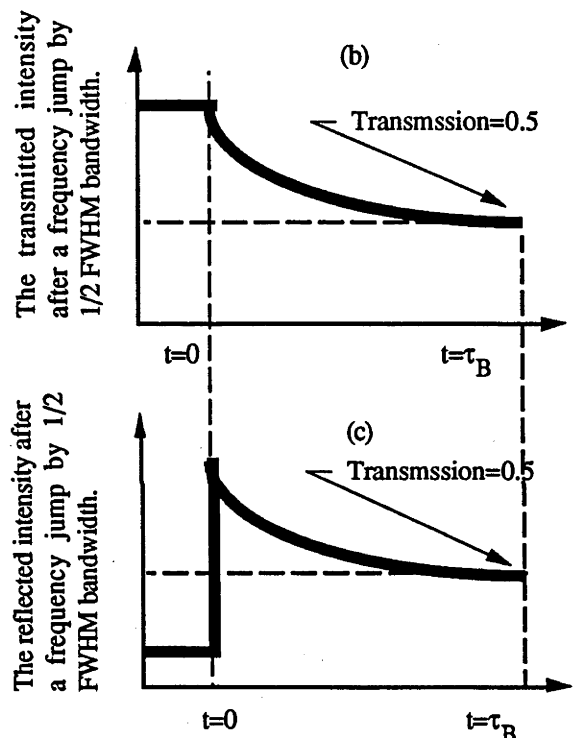 The transmitted intensity
after a frequency jump by
1/2 FWHM bandwidth.
(b)
Transmssion=0.5
t=0
t=τB
The reflected intensity after
a frequency jump by 1/2
FWHM bandwidth.
(c)
Transmssion=0.5
t=0
t=τB